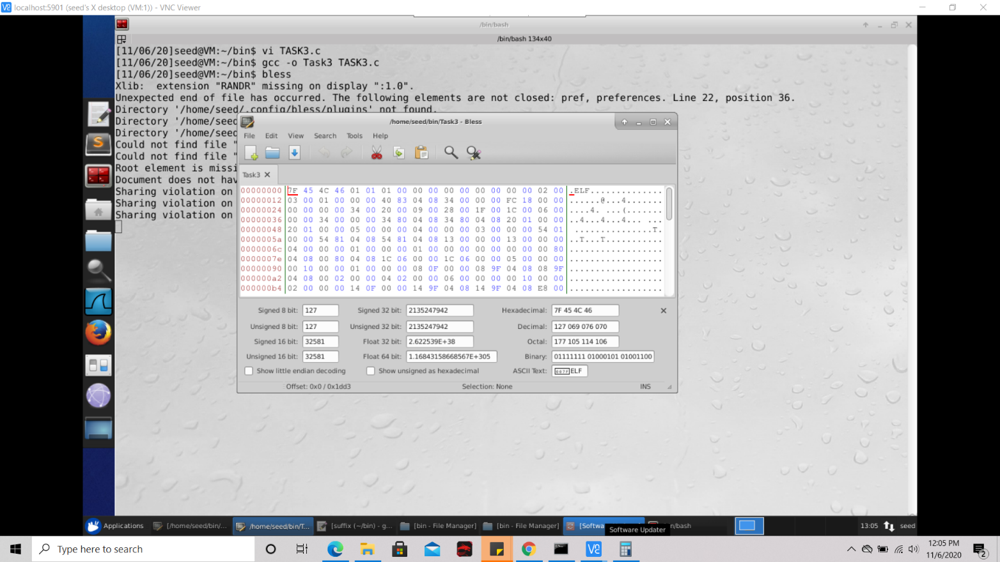 localhost:5901 (seed's X desktop (VM:1)) - VNC Viewer
/bin/bash
/bin/bash 134x40
[11/06/20]seed@VM:~/bin$ vi TASK3.c
[11/06/20]seed@VM:~/bin$ gcc -o Task3 TASK3.c
[11/06/20]seed@VM:~/bin$ bless
Xlib:  extension "RANDR" missing on display ":1.0".
Unexpected end of file has occurred. The following elements are not closed: pref, preferences. Line 22, position 36.
Directory '/home/seed/.config/bless/plugins' not found.
Directory '/home/seed
Directory '/home/seed
Could not find file "
Could not find file "
Root element is missi
Document does not hav
Sharing violation on
Sharing violation on
Sharing violation on
/home/seed/bin/Task3 - Bless
File Edit View Search Tools Help
Task3
00000000 7F 45 4C 46 01 01 01 00 00 00 00 00 00 00 00 00 02 00 .ELF..............
00000012 03 00 01 00 00 00 40 83 04 08 34 00 00 00 FC 18 00 00 ......@...4.......
00000024 00 00 00 00 34 00 20 00 09 00 28 00 1F 00 1C 00 06 00 ....4. ...(.......
00000036 00 00 34 00 00 00 34 80 04 08 34 80 04 08 20 01 00 00 ..4...4...4... ...
00000048 20 01 00 00 05 00 00 00 04 00 00 00 03 00 00 00 54 01  ...............T.
0000005a 00 00 54 81 04 08 54 81 04 08 13 00 00 00 13 00 00 00 ..T...T...........
0000006c 04 00 00 00 01 00 00 00 01 00 00 00 00 00 00 00 00 80 ..................
0000007e 04 08 00 80 04 08 1C 06 00 00 1C 06 00 00 05 00 00 00 ..................
00000090 00 10 00 00 01 00 00 00 08 0F 00 00 08 9F 04 08 08 9F ..................
000000a2 04 08 00 02 00 00 04 02 00 00 06 00 00 00 00 10 00 00 ..................
000000b4 02 00 00 00 14 0F 00 00 14 9F 04 08 14 9F 04 08 E8 00 ..................
Signed 8 bit: 127 Signed 32 bit: 2135247942 Hexadecimal: 7F 45 4C 46
Unsigned 8 bit: 127 Unsigned 32 bit: 2135247942 Decimal: 127 069 076 070
Signed 16 bit: 32581 Float 32 bit: 2.622539E+38 Octal: 177 105 114 106
Unsigned 16 bit: 32581 Float 64 bit: 1.16843158668567E+305 Binary: 01111111 01000101 01001100
Show little endian decoding Show unsigned as hexadecimal ASCII Text: ELF
Offset: 0x0 / 0x1dd3 Selection: None INS
Applications [/home/seed/bin/... /home/seed/bin/T... [suffix (~/bin) - g... [bin - File Manager] [bin - File Manager] [Softwa n/bash 13:05 seed
Software Updater
Type here to search
12:05 PM
11/6/2020
2